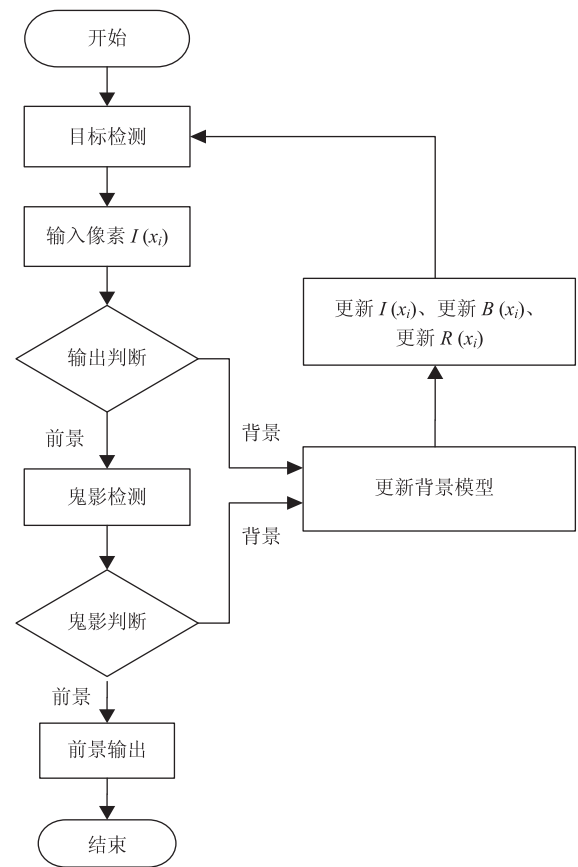 开始
目标检测
输入像素 I (xi)
更新 I (xi)、更新 B (xi)、
更新 R (xi)
输出判断
前景
背景
鬼影检测
更新背景模型
背景
鬼影判断
前景
前景输出
结束